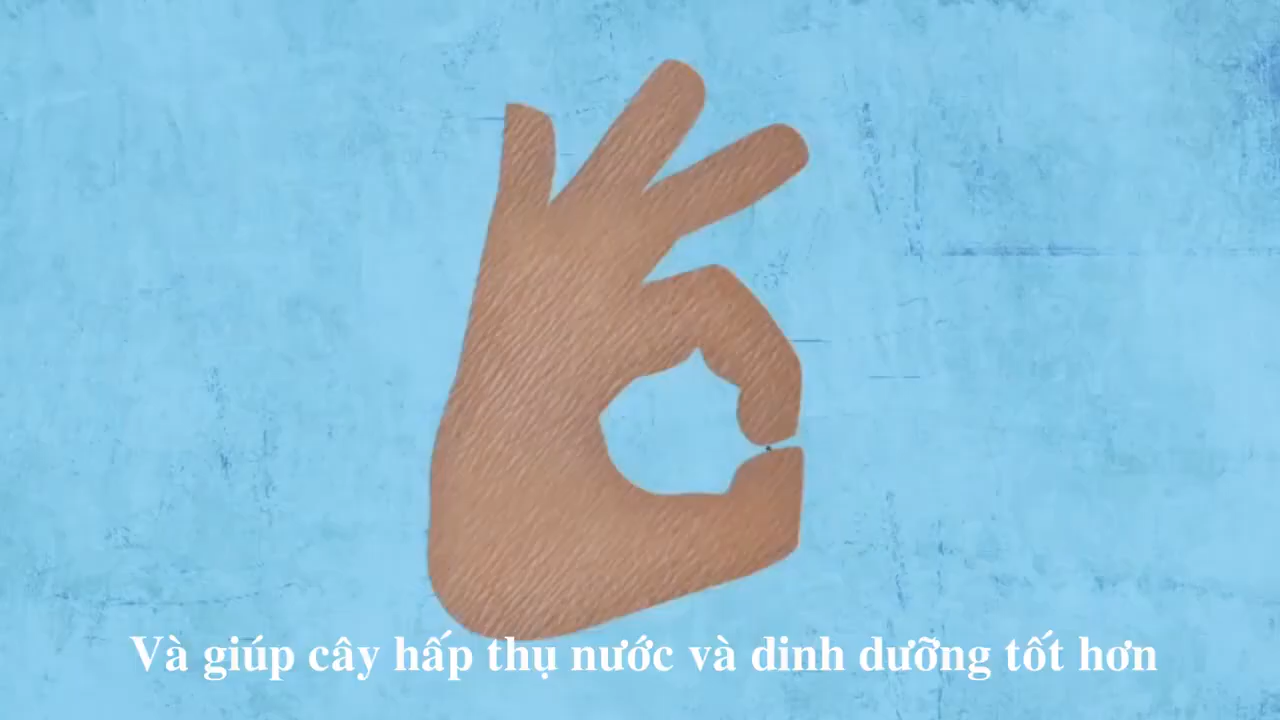 Và giúp cây hấp thụ nước và dinh dưỡng tốt hơn